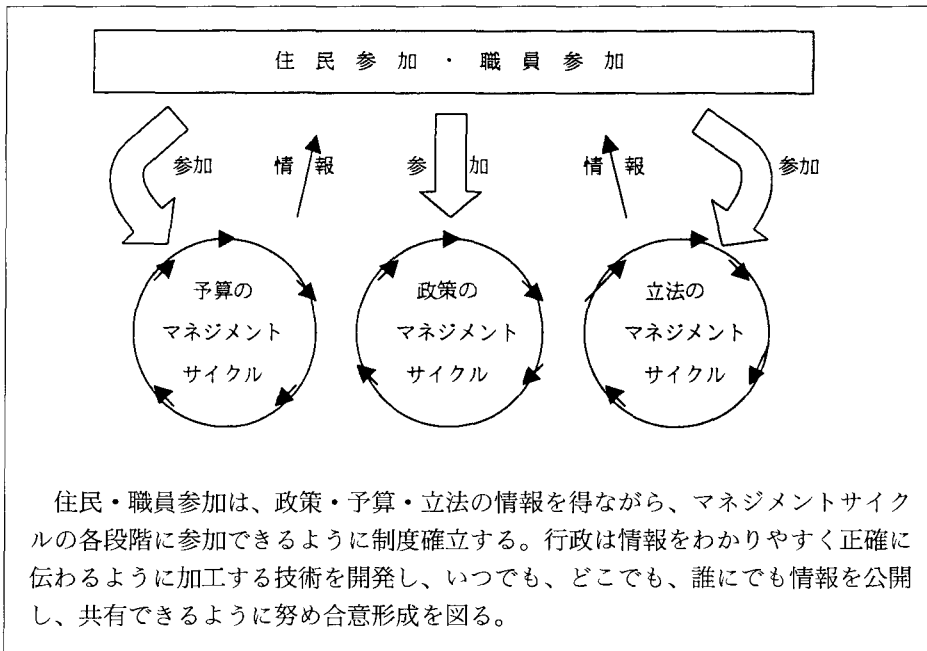 住民参加・職員参加
参加 情報 参加 情報 参加
予算の
マネジメント
サイクル
政策の
マネジメント
サイクル
立法の
マネジメント
サイクル
住民・職員参加は、政策・予算・立法の情報を得ながら、マネジメントサイク
ルの各段階に参加できるように制度確立する。行政は情報をわかりやすく正確に
伝わるように加工する技術を開発し、いつでも、どこでも、誰にでも情報を公開
し、共有できるように努め合意形成を図る。